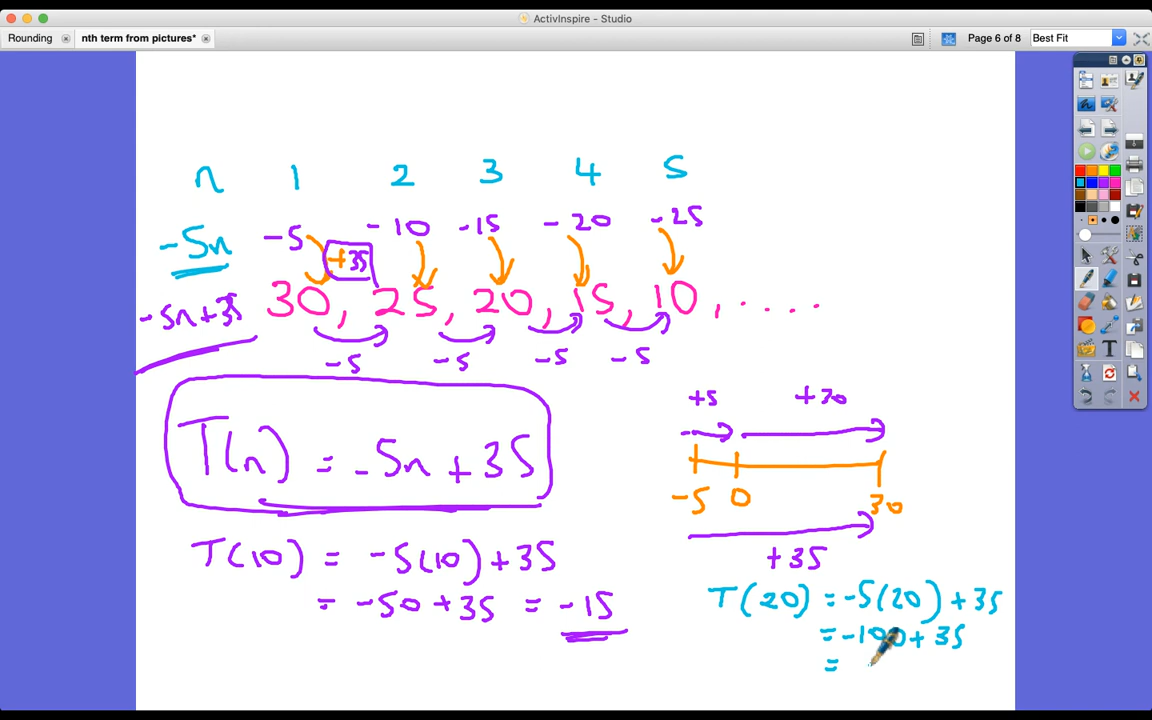 ActivInspire - Studio
Rounding
nth term from pictures*
Page 6 of 8
Best Fit
n 1 2 3 4 5
-5n -5 -10 -15 -20 -25
+35
-5n+35 30, 25, 20, 15, 10, ....
-5 -5 -5 -5
T(n) = -5n + 35
+5 +30
-5 0 30
+35
T(10) = -5(10) + 35
= -50 + 35 = -15
T(20) = -5(20) + 35
= -100 + 35
=